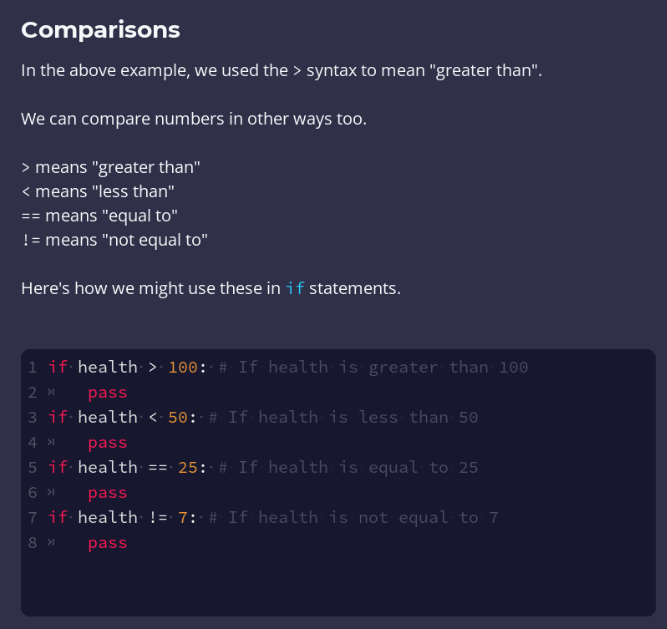 Comparisons
In the above example, we used the > syntax to mean "greater than".
We can compare numbers in other ways too.
> means "greater than"
< means "less than"
== means "equal to"
!= means "not equal to"
Here's how we might use these in if statements.
1 if health > 100: # If health is greater than 100
2 pass
3 if health < 50: # If health is less than 50
4 pass
5 if health == 25: # If health is equal to 25
6 pass
7 if health != 7: # If health is not equal to 7
8 pass